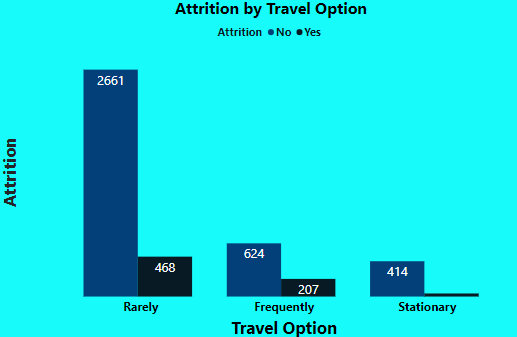 Attrition by Travel Option
Attrition No Yes
2661
468
624
207
414
Attrition
Rarely Frequently Stationary
Travel Option